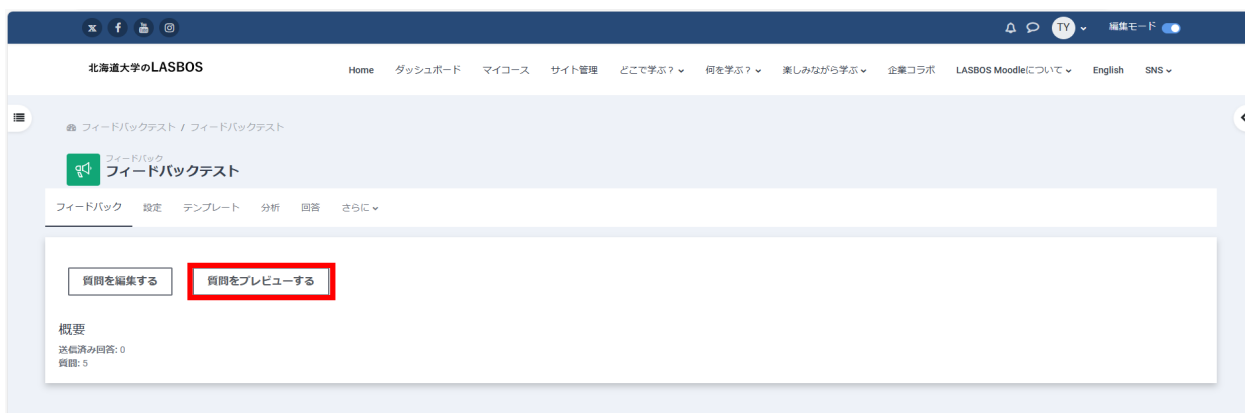 TY 編集モード
北海道大学のLASBOS Home ダッシュボード マイコース サイト管理 どこで学ぶ? 何を学ぶ? 楽しみながら学ぶ 企業コラボ LASBOS Moodleについて English SNS
フィードバックテスト / フィードバックテスト
フィードバック
フィードバックテスト
フィードバック 設定 テンプレート 分析 回答 さらに
質問を編集する 質問をプレビューする
概要
送信済み回答: 0
質問: 5